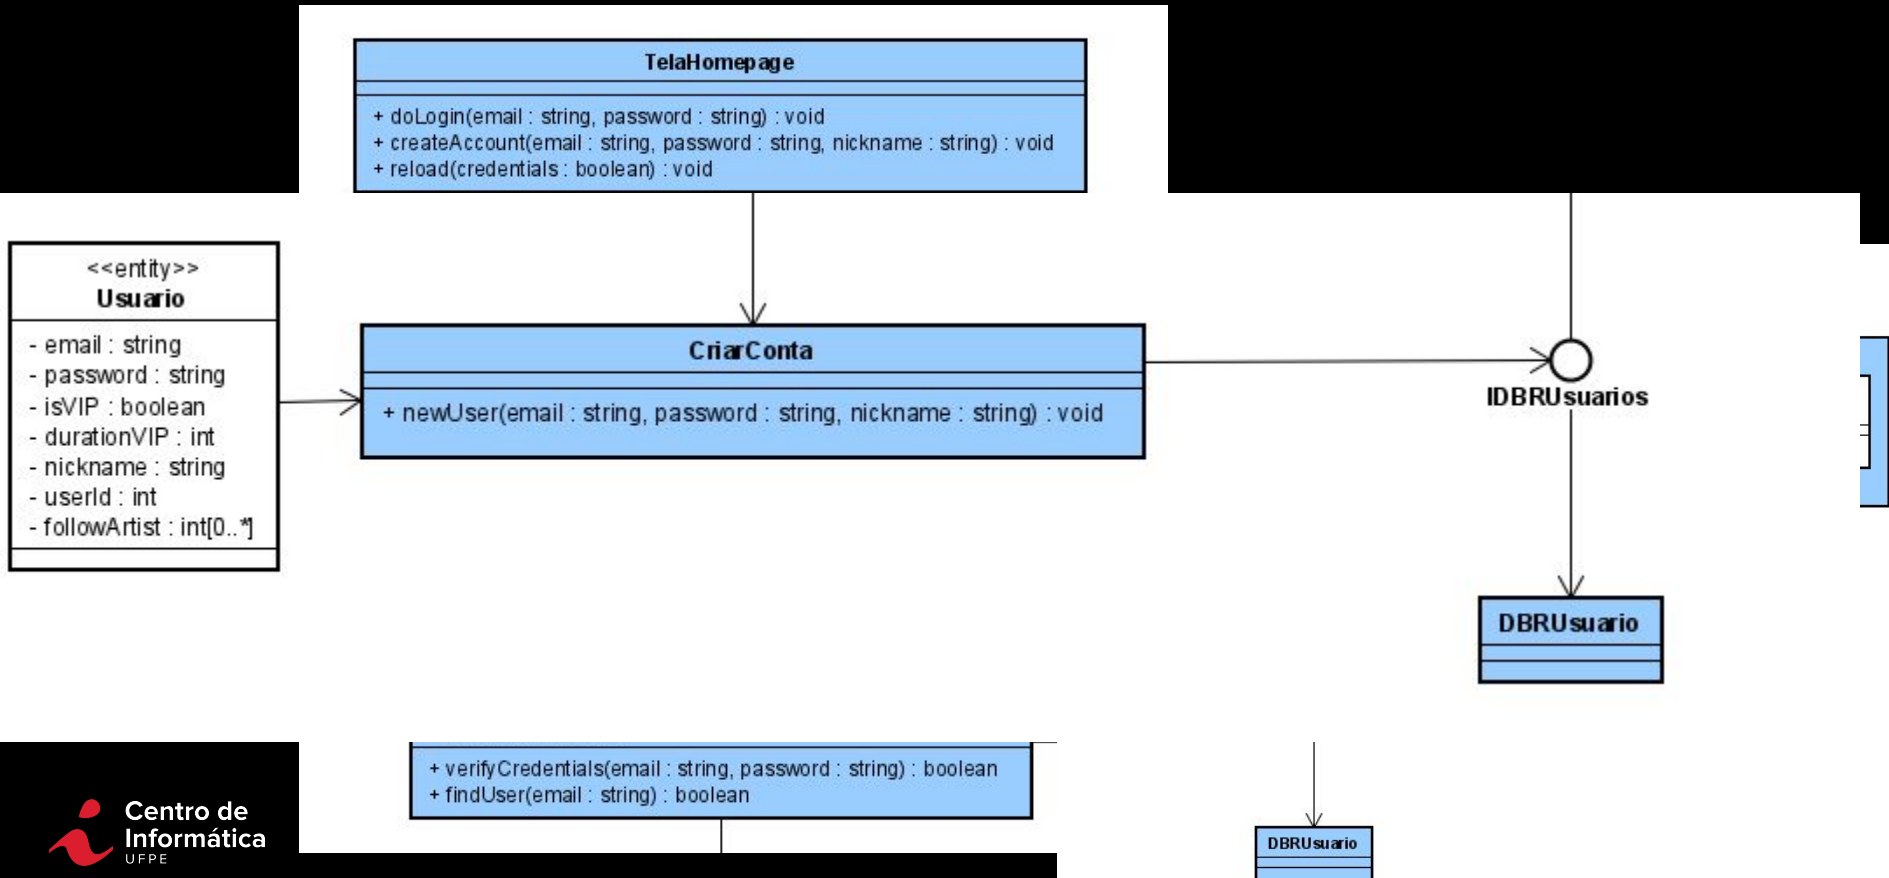 TelaHomepage
+ doLogin(email : string, password : string) : void
+ createAccount(email : string, password : string, nickname : string) : void
+ reload(credentials : boolean) : void
<<entity>>
Usuario
- email : string
- password : string
- isVIP : boolean
- durationVIP : int
- nickname : string
- userId : int
- followArtist : int[0..*]
CriarConta
+ newUser(email : string, password : string, nickname : string) : void
IDBRUsuarios
DBRUsuario
+ verifyCredentials(email : string, password : string) : boolean
+ findUser(email : string) : boolean
DBRUsuario
Centro de
Informática
UFPE